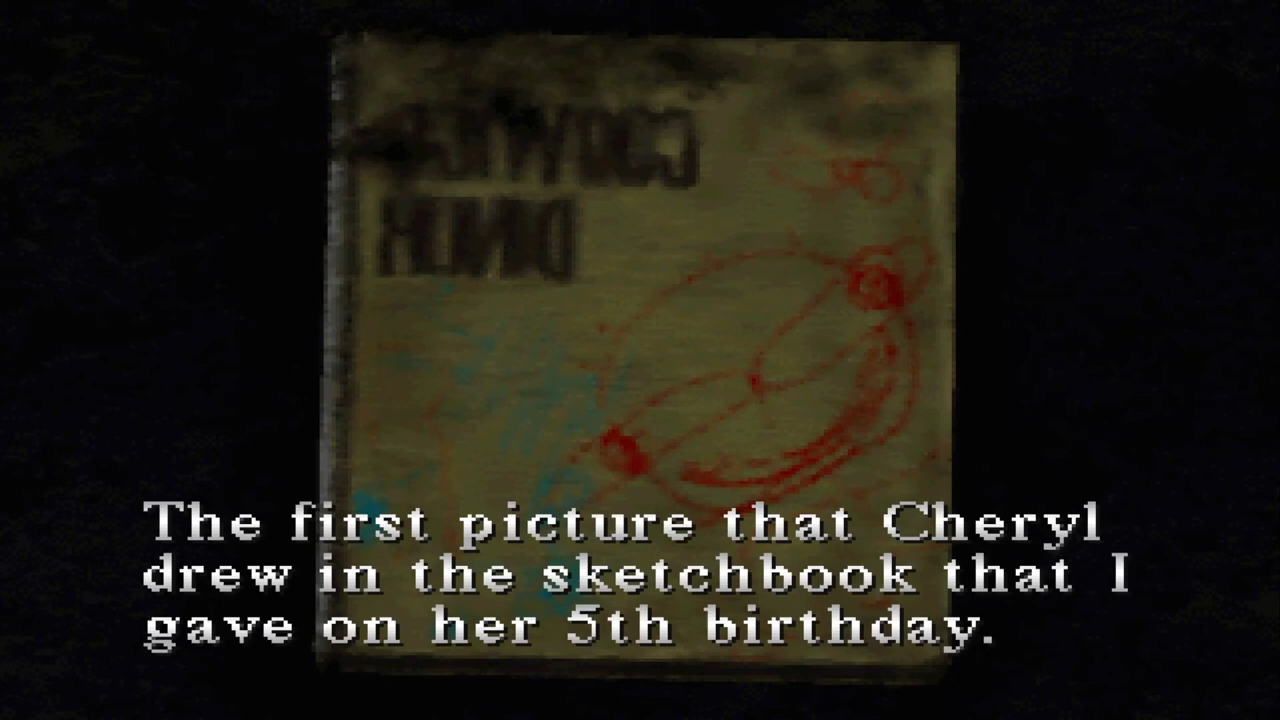 The first picture that Cheryl
drew in the sketchbook that I
gave on her 5th birthday.